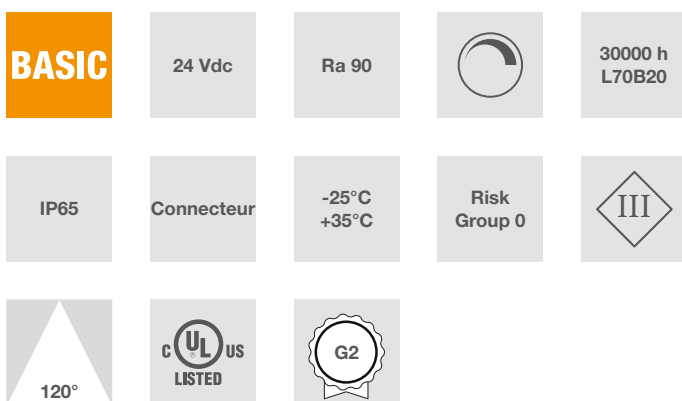 BASIC
24 Vdc
Ra 90
30000 h
L70B20
IP65
Connecteur
-25°C
+35°C
Risk
Group 0
III
120°
C UL US
®
LISTED
G2